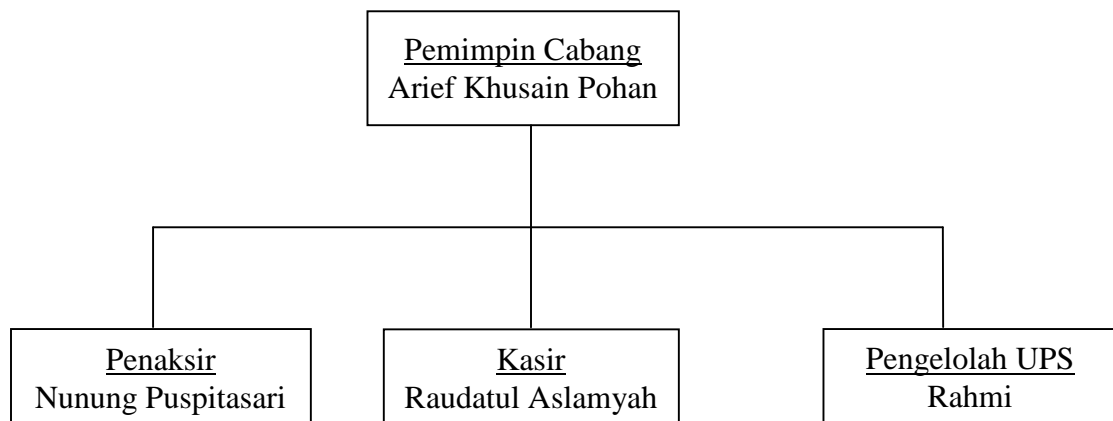 Pemimpin Cabang
Arief Khusain Pohan
Penaksir
Nunung Puspitasari
Kasir
Raudatul Aslamyah
Pengelolah UPS
Rahmi